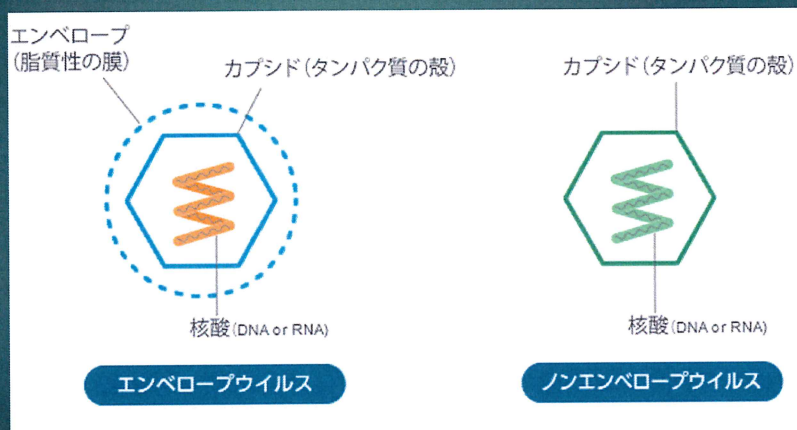 エンベロープ
(脂質性の膜)
カプシド(タンパク質の殻)
核酸(DNA or RNA)
エンベロープウイルス
カプシド(タンパク質の殻)
核酸(DNA or RNA)
ノンエンベロープウイルス